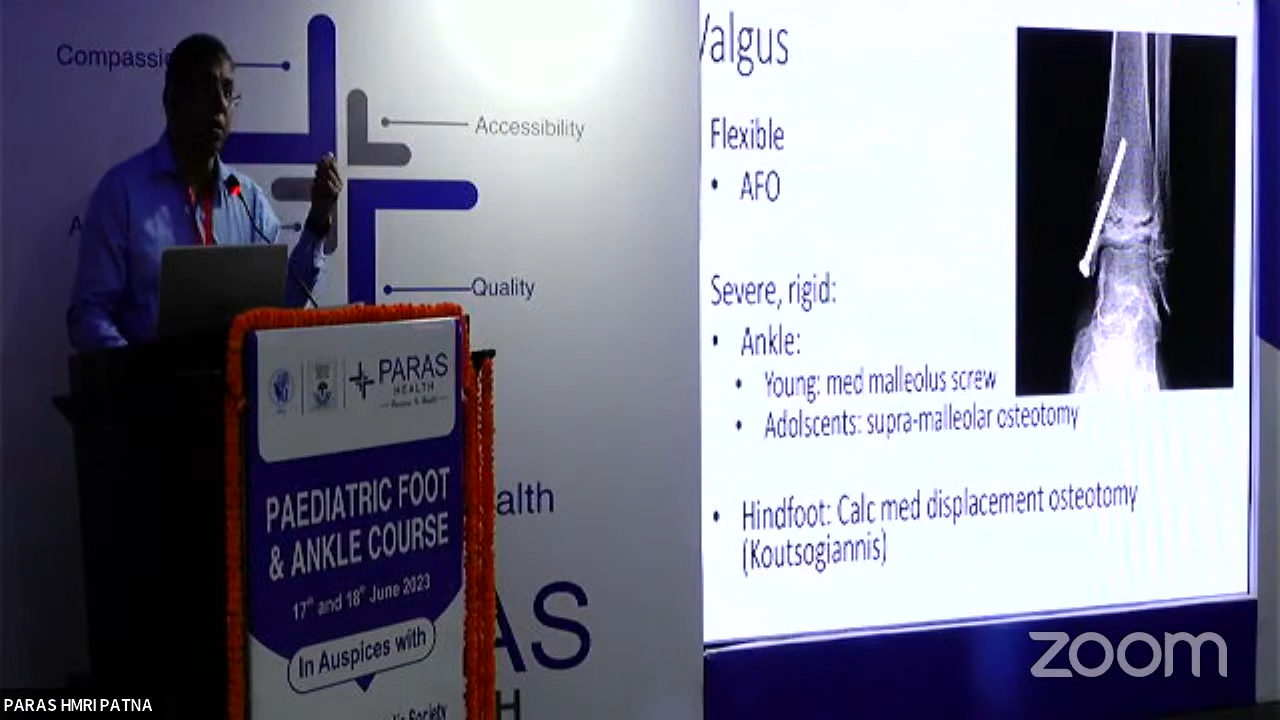 Accessibility
Quality
alth
AS
PARAS
HEALTH
PAEDIATRIC FOOT
& ANKLE COURSE
17th and 18th June 2023
In Auspices with
Society
/algus
Flexible
• AFO
Severe, rigid:
• Ankle:
• Young: med malleolus screw
• Adolscents: supra-malleolar osteotomy
• Hindfoot: Calc med displacement osteotomy
(Koutsogiannis)
zoom
PARAS HMRI PATNA